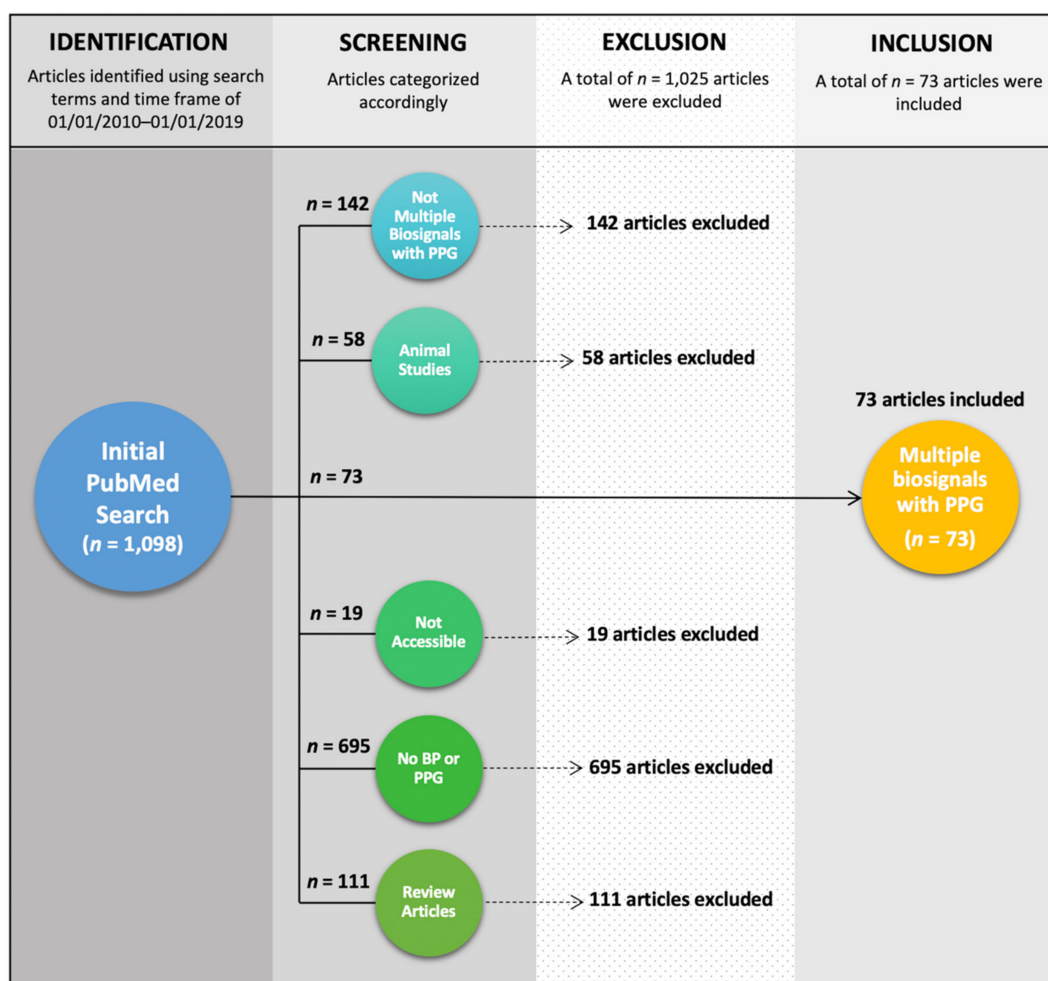 IDENTIFICATION
Articles identified using search
terms and time frame of
01/01/2010–01/01/2019
SCREENING
Articles categorized
accordingly
EXCLUSION
A total of n = 1,025 articles
were excluded
INCLUSION
A total of n = 73 articles were
included
n = 142
Not
Multiple
Biosignals
with PPG
142 articles excluded
n = 58
Animal
Studies
58 articles excluded
Initial
PubMed
Search
(n = 1,098)
n = 73
73 articles included
Multiple
biosignals
with PPG
(n = 73)
n = 19
Not
Accessible
19 articles excluded
n = 695
No BP or
PPG
695 articles excluded
n = 111
Review
Articles
111 articles excluded